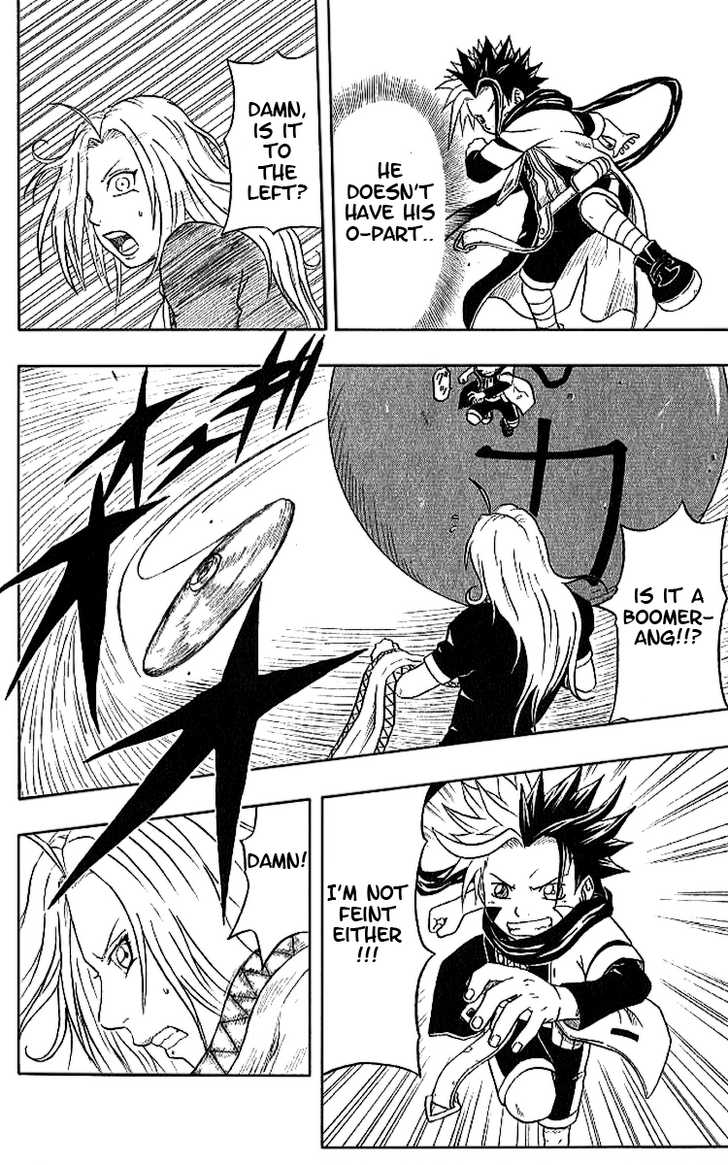 HE
DOESN'T
HAVE HIS
O-PART..
DAMN,
IS IT
TO
THE
LEFT?
カ
IS IT A
BOOMER-
ANG!!?
I'M NOT
FEINT
EITHER
!!!
DAMN!